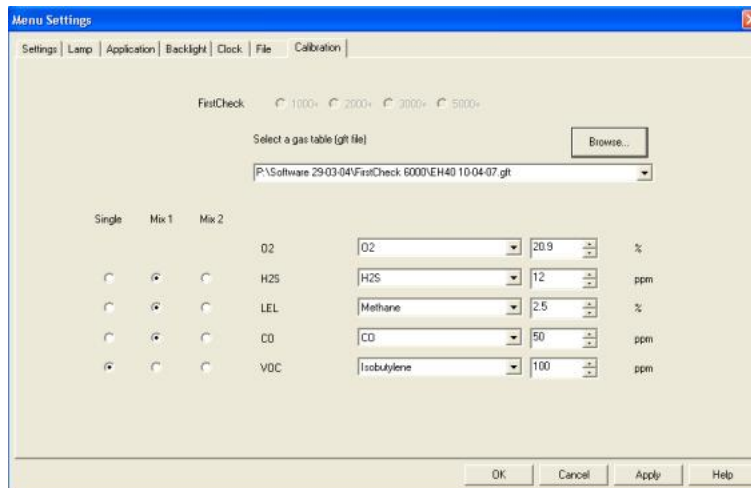 Menu Settings
Settings Lamp Application Backlight Clock File Calibration
FirstCheck 1000+ 2000+ 3000+ 5000+
Select a gas table (gft file) Browse...
P:\Software 29-03-04\FirstCheck 6000\EH40 10-04-07.gft
Single Mix 1 Mix 2
O2 O2 20.9 %
H2S H2S 12 ppm
LEL Methane 2.5 %
CO CO 50 ppm
VOC Isobutylene 100 ppm
OK Cancel Apply Help